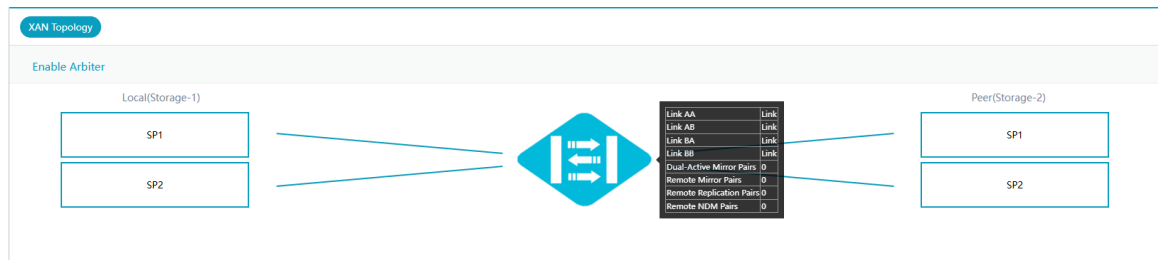 XAN Topology
Enable Arbiter
Local(Storage-1)
Peer(Storage-2)
SP1
SP2
Link AA Link
Link AB Link
Link BA Link
Link BB Link
Dual-Active Mirror Pairs 0
Remote Mirror Pairs 0
Remote Replication Pairs 0
Remote NDM Pairs 0
SP1
SP2